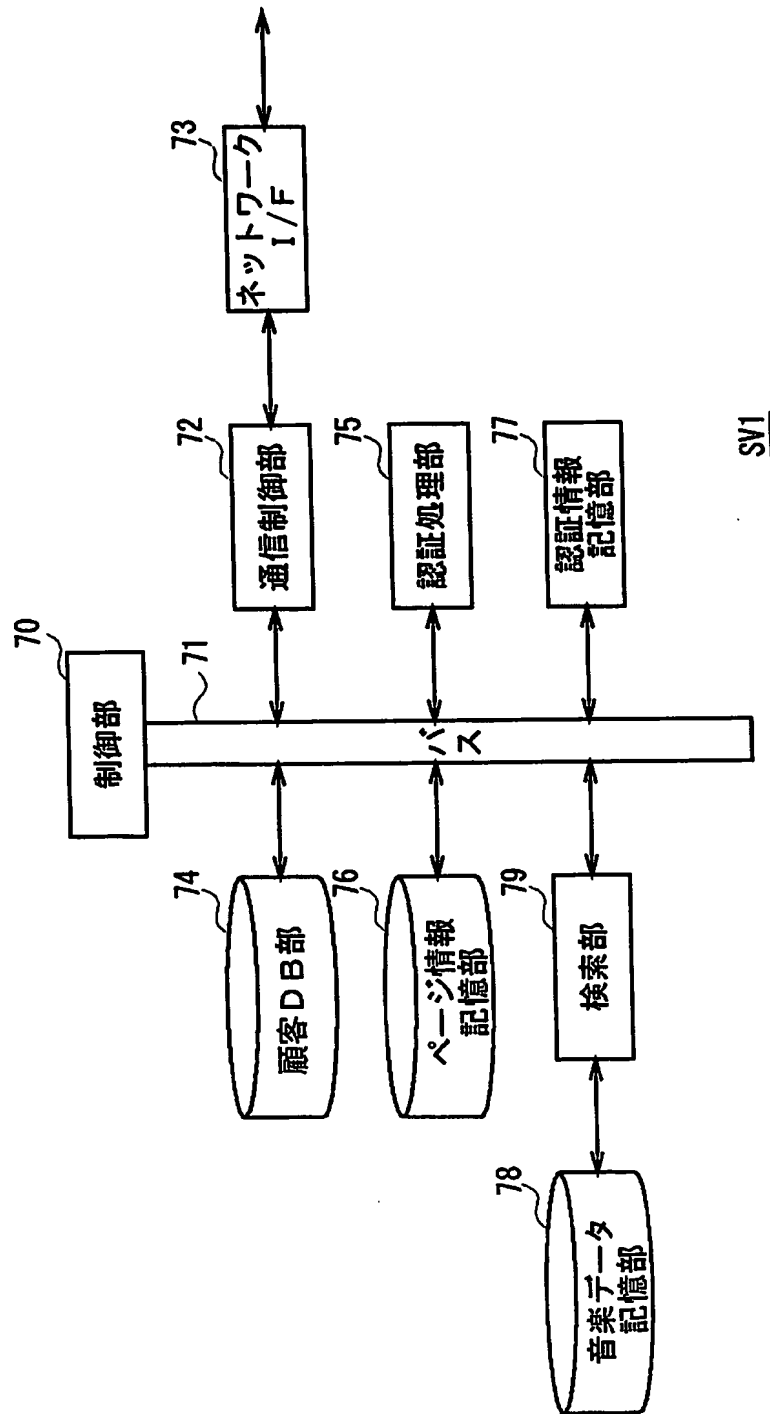 70
制御部
71
バス
72
通信制御部
73
ネットワーク
I/F
74
顧客DB部
75
認証処理部
76
ページ情報
記憶部
77
認証情報
記憶部
78
音楽データ
記憶部
79
検索部
SV1